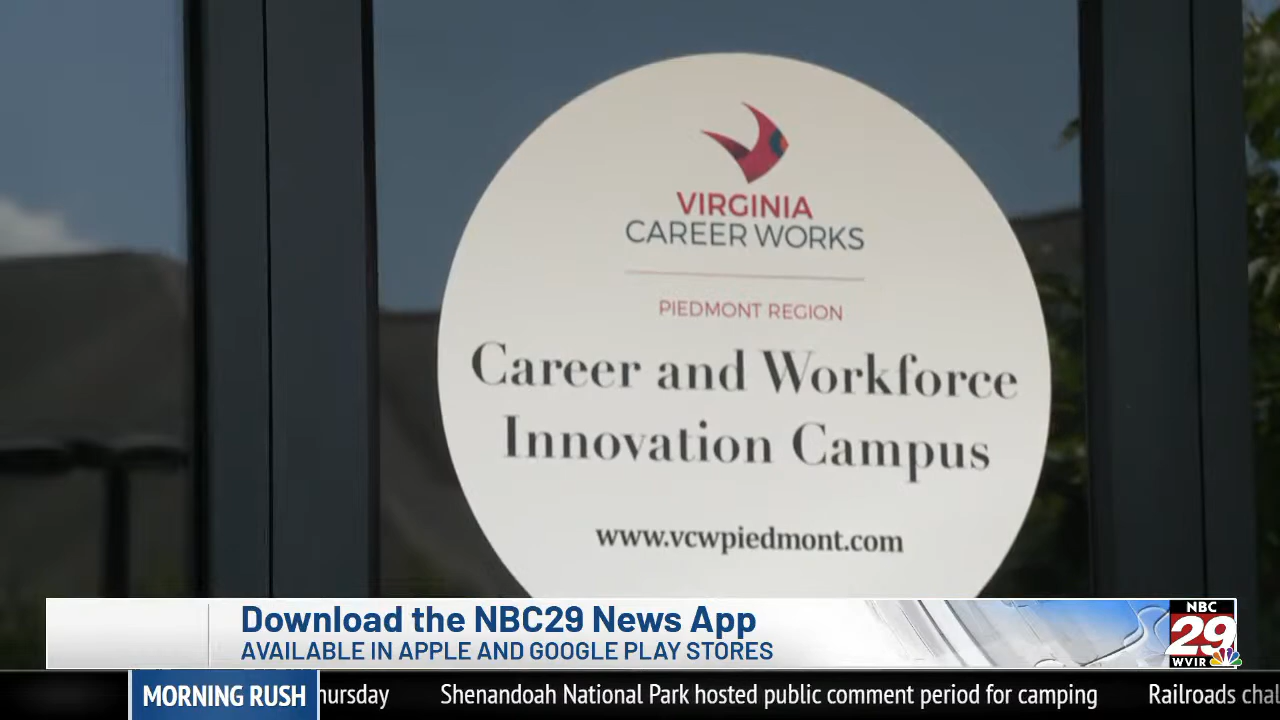 VIRGINIA
CAREER WORKS
PIEDMONT REGION
Career and Workforce
Innovation Campus
www.vcwpiedmont.com
Download the NBC29 News App
AVAILABLE IN APPLE AND GOOGLE PLAY STORES
NBC
29
WVIR
MORNING RUSH
Shenandoah National Park hosted public comment period for camping
Railroads